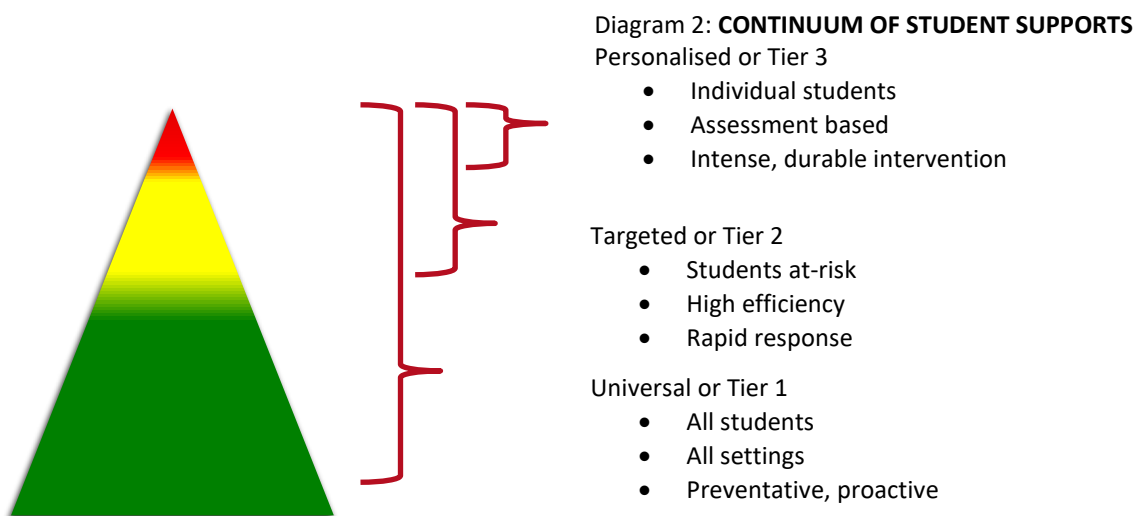 Diagram 2: CONTINUUM OF STUDENT SUPPORTS
Personalised or Tier 3
• Individual students
• Assessment based
• Intense, durable intervention
Targeted or Tier 2
• Students at-risk
• High efficiency
• Rapid response
Universal or Tier 1
• All students
• All settings
• Preventative, proactive